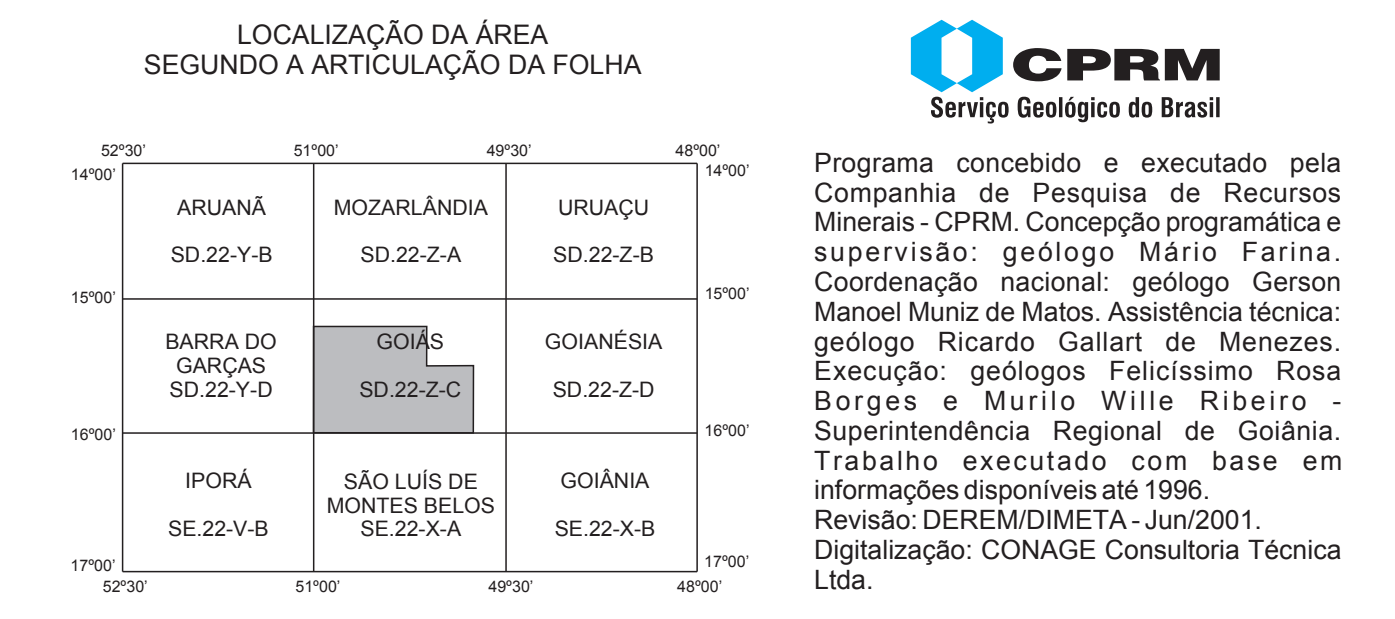 LOCALIZAÇÃO DA ÁREA
SEGUNDO A ARTICULAÇÃO DA FOLHA
52º30’ 51º00’ 49º30’ 48º00’
14º00’ 14º00’
ARUANÃ MOZARLÂNDIA URUAÇU
SD.22-Y-B SD.22-Z-A SD.22-Z-B
15º00’ 15º00’
BARRA DO GOIÁS GOIANÉSIA
GARÇAS
SD.22-Y-D SD.22-Z-C SD.22-Z-D
16º00’ 16º00’
IPORÁ SÃO LUÍS DE GOIÂNIA
MONTES BELOS
SE.22-V-B SE.22-X-A SE.22-X-B
17º00’ 17º00’
52º30’ 51º00’ 49º30’ 48º00’
CPRM
Serviço Geológico do Brasil
Programa concebido e executado pela
Companhia de Pesquisa de Recursos
Minerais - CPRM. Concepção programática e
supervisão: geólogo Mário Farina.
Coordenação nacional: geólogo Gerson
Manoel Muniz de Matos. Assistência técnica:
geólogo Ricardo Gallart de Menezes.
Execução: geólogos Felicíssimo Rosa
Borges e Murilo Wille Ribeiro -
Superintendência Regional de Goiânia.
Trabalho executado com base em
informações disponíveis até 1996.
Revisão: DEREM/DIMETA - Jun/2001.
Digitalização: CONAGE Consultoria Técnica
Ltda.